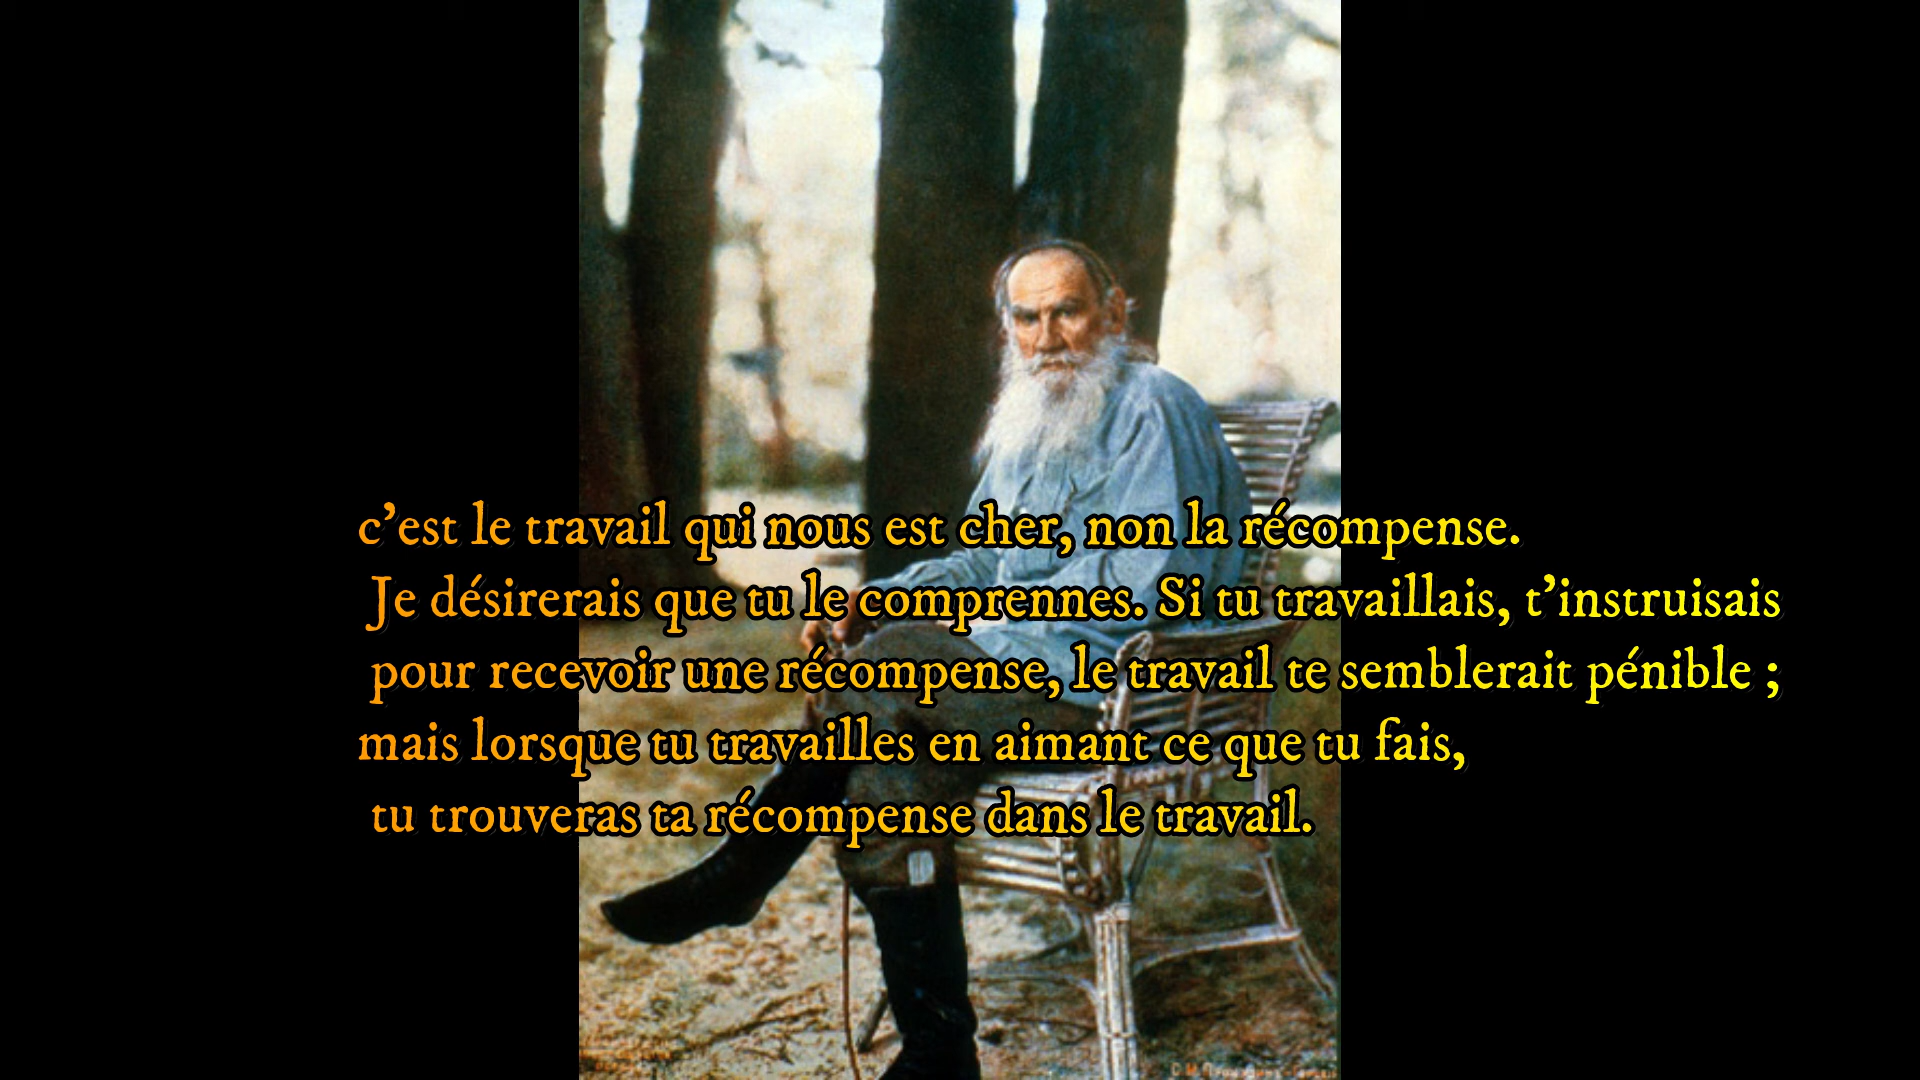 c’est le travail qui nous est cher, non la récompense.
Je désirerais que tu le comprennes. Si tu travaillais, t’instruisais
pour recevoir une récompense, le travail te semblerait pénible ;
mais lorsque tu travailles en aimant ce que tu fais,
tu trouveras ta récompense dans le travail.